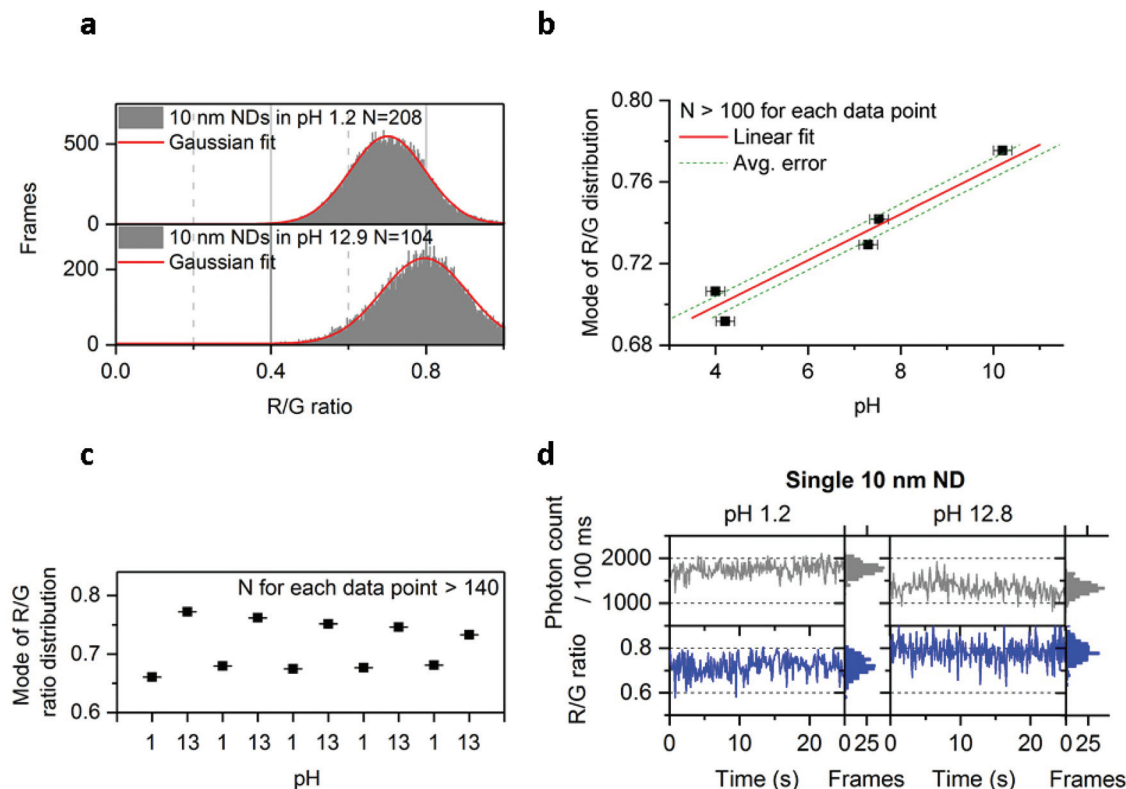 a
10 nm NDs in pH 1.2 N=208
Gaussian fit
500
0
10 nm NDs in pH 12.9 N=104
Gaussian fit
200
0
Frames
0.0 0.4 0.8
R/G ratio
b
N > 100 for each data point
Linear fit
Avg. error
0.80
0.76
0.72
0.68
Mode of R/G distribution
4 6 8 10
pH
c
N for each data point > 140
0.8
0.7
0.6
Mode of R/G
ratio distribution
1 13 1 13 1 13 1 13 1 13
pH
d
Single 10 nm ND
pH 1.2 pH 12.8
Photon count
/ 100 ms
2000
1000
R/G ratio
0.8
0.6
0 10 20 0 25 0 10 20 0 25
Time (s) Frames Time (s) Frames